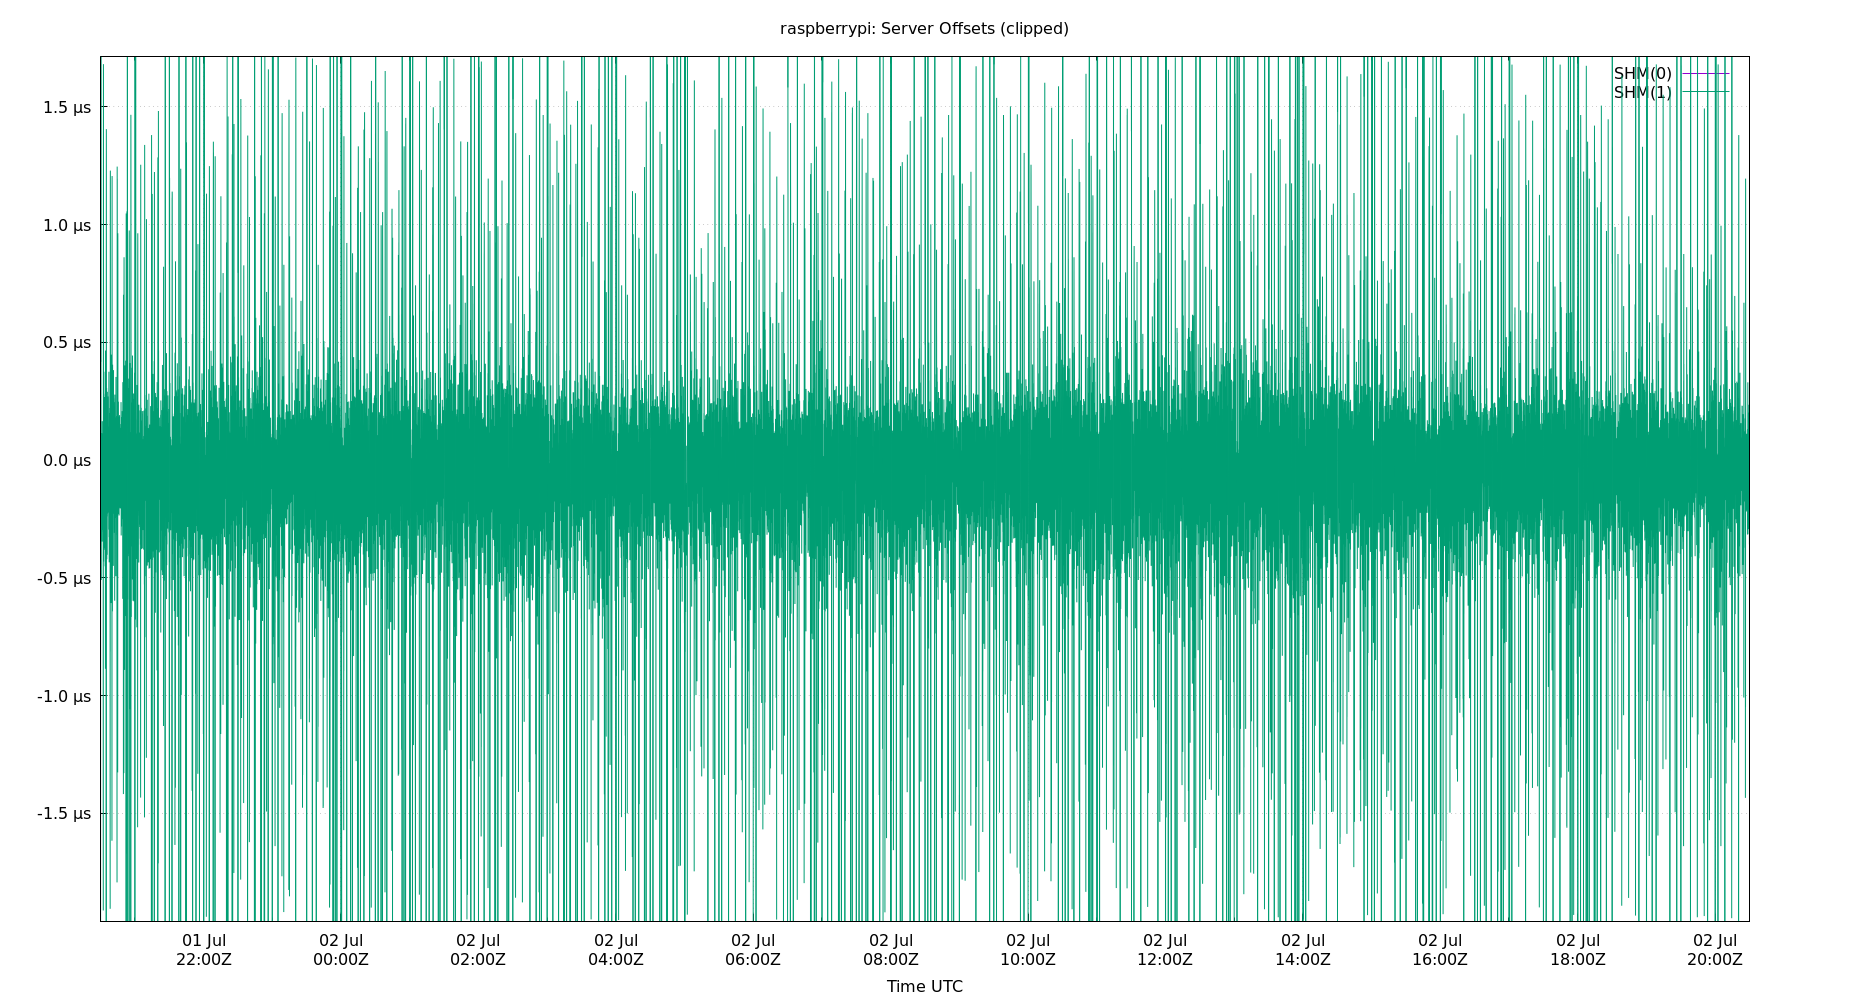 raspberrypi: Server Offsets (clipped)
SHM(0)
SHM(1)
1.5 µs
1.0 µs
0.5 µs
0.0 µs
-0.5 µs
-1.0 µs
-1.5 µs
01 Jul 02 Jul 02 Jul 02 Jul 02 Jul 02 Jul 02 Jul 02 Jul 02 Jul 02 Jul 02 Jul 02 Jul
22:00Z 00:00Z 02:00Z 04:00Z 06:00Z 08:00Z 10:00Z 12:00Z 14:00Z 16:00Z 18:00Z 20:00Z
Time UTC